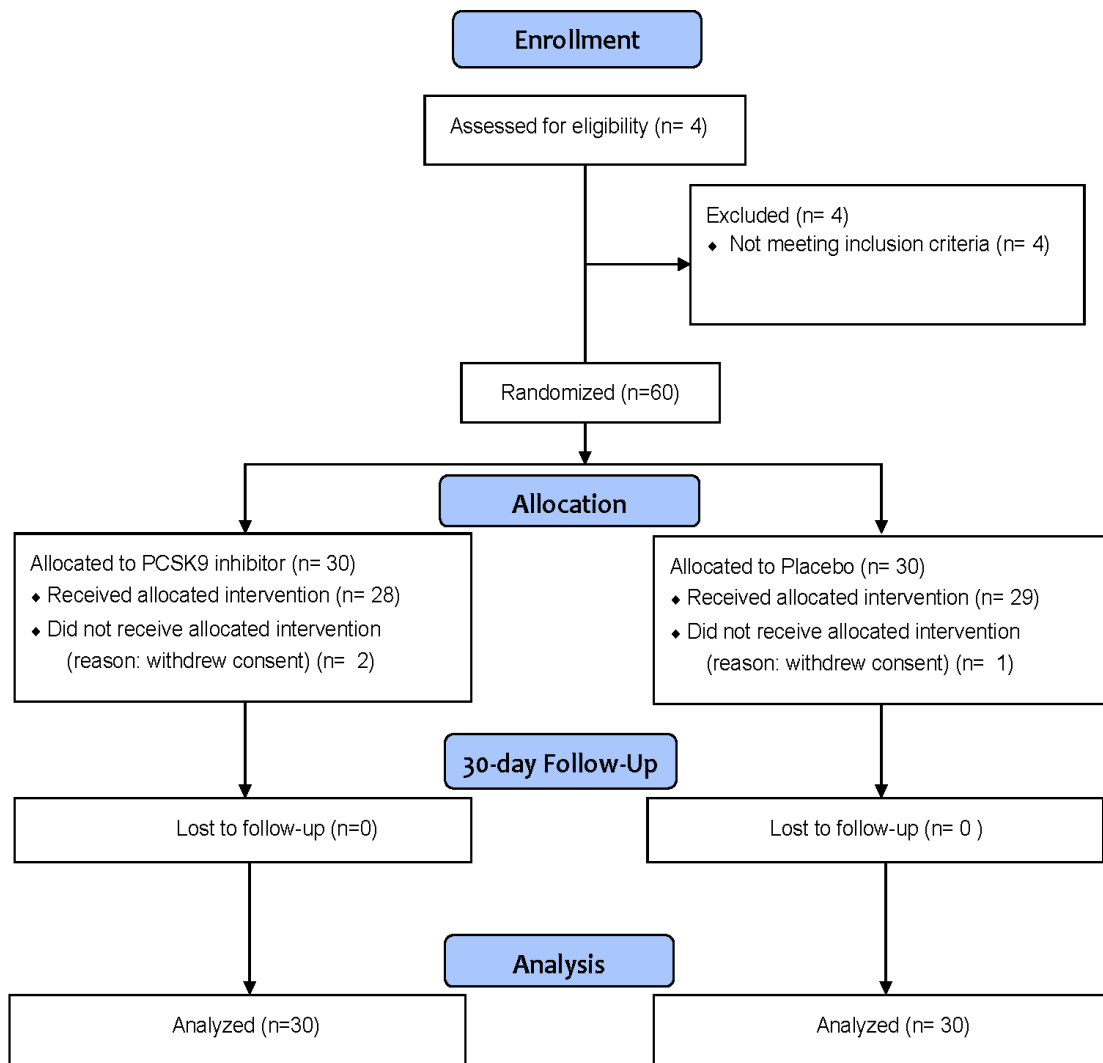 Enrollment
Assessed for eligibility (n= 4)
Excluded (n= 4)
♦ Not meeting inclusion criteria (n= 4)
Randomized (n=60)
Allocation
Allocated to PCSK9 inhibitor (n= 30)
♦ Received allocated intervention (n= 28)
♦ Did not receive allocated intervention
(reason: withdrew consent) (n= 2)
Allocated to Placebo (n= 30)
♦ Received allocated intervention (n= 29)
♦ Did not receive allocated intervention
(reason: withdrew consent) (n= 1)
30-day Follow-Up
Lost to follow-up (n=0)
Lost to follow-up (n= 0 )
Analysis
Analyzed (n=30)
Analyzed (n= 30)